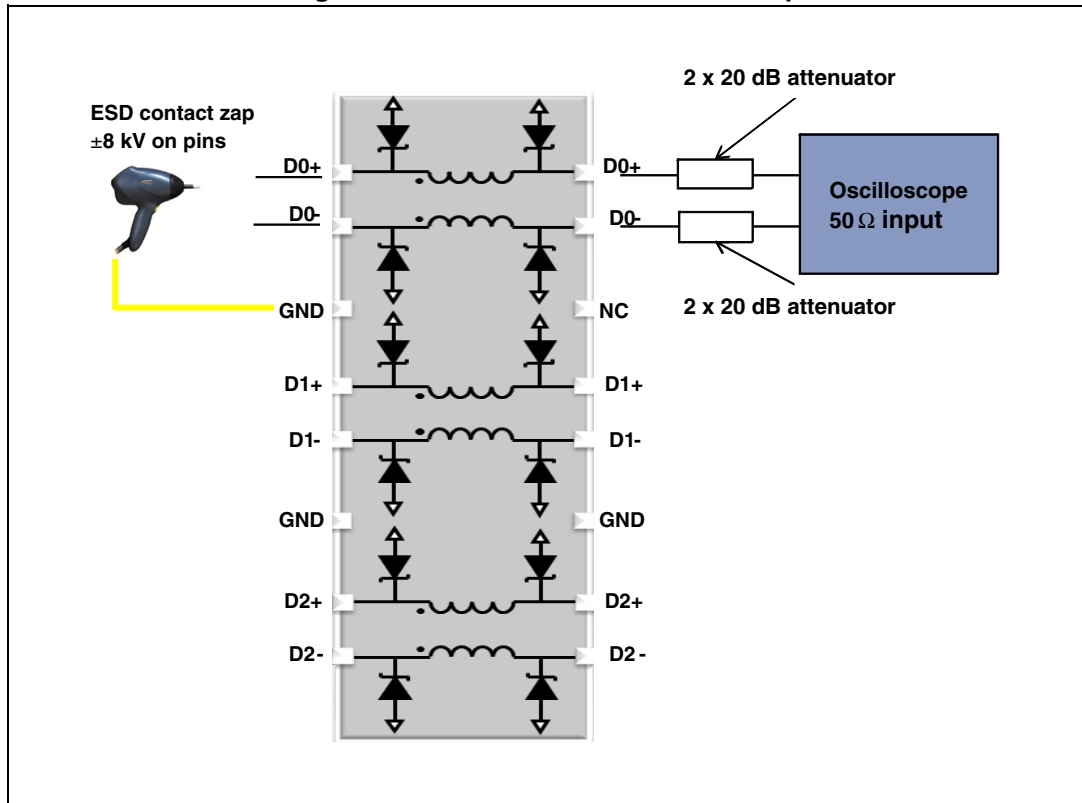 2 x 20 dB attenuator
ESD contact zap
±8 kV on pins
D0+
D0+
Oscilloscope
50 Ω input
D0-
D0-
GND
NC
2 x 20 dB attenuator
D1+
D1+
D1-
D1-
GND
GND
D2+
D2+
D2-
D2 -